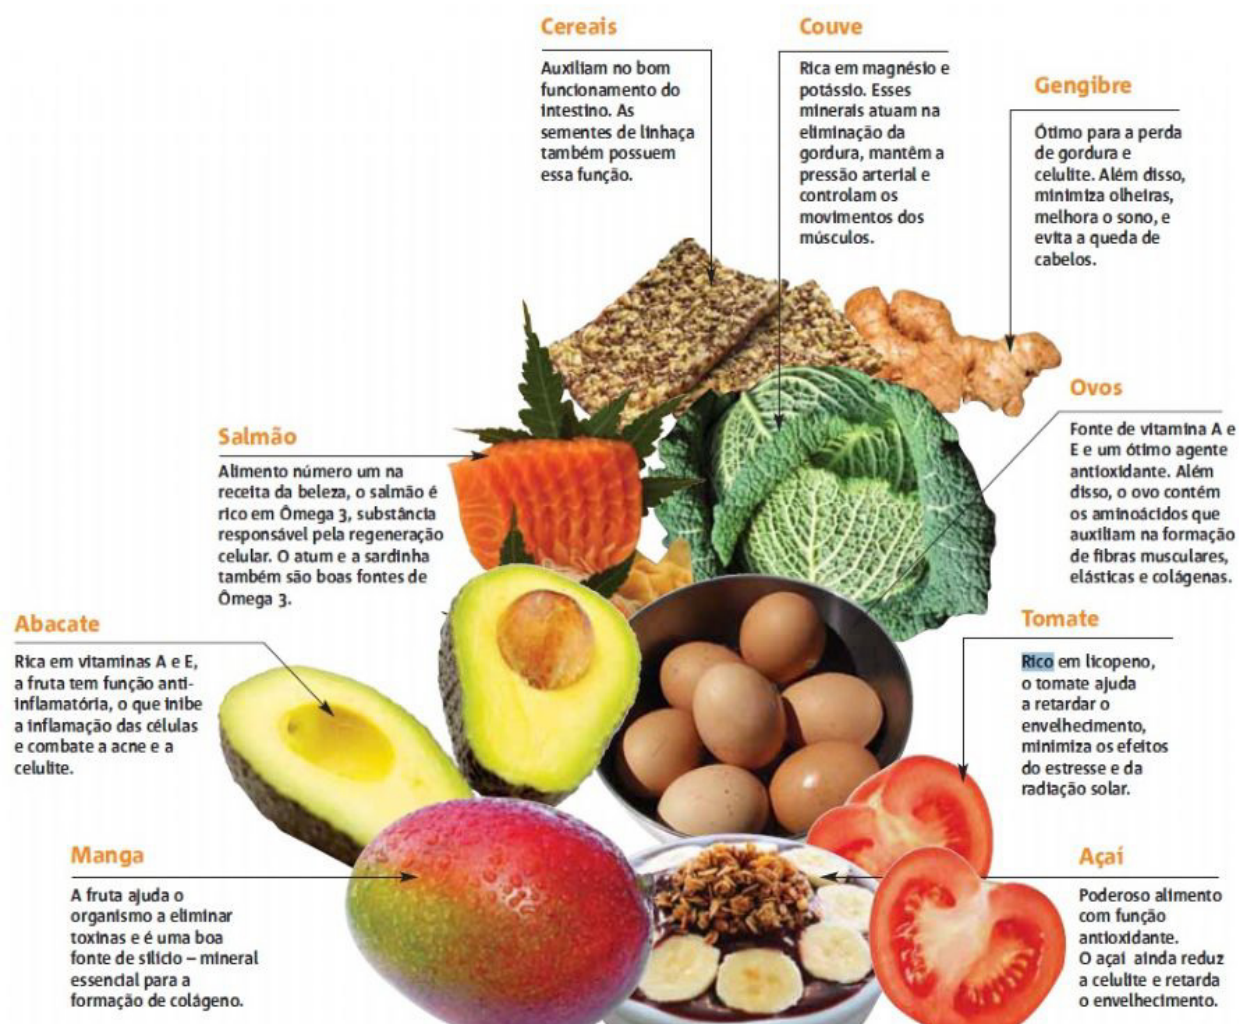 Cereais
Auxiliam no bom
funcionamento do
intestino. As
sementes de linhaça
também possuem
essa função.
Couve
Rica em magnésio e
potássio. Esses
minerais atuam na
eliminação da
gordura, mantêm a
pressão arterial e
controlam os
movimentos dos
músculos.
Gengibre
Ótimo para a perda
de gordura e
celulite. Além disso,
minimiza olheiras,
melhora o sono, e
evita a queda de
cabelos.
Salmão
Alimento número um na
receita da beleza, o salmão é
rico em Ômega 3, substância
responsável pela regeneração
celular. O atum e a sardinha
também são boas fontes de
Ômega 3.
Ovos
Fonte de vitamina A e
E e um ótimo agente
antioxidante. Além
disso, o ovo contém
os aminoácidos que
auxiliam na formação
de fibras musculares,
elásticas e colágenas.
Abacate
Rica em vitaminas A e E,
a fruta tem função anti-
inflamatória, o que inibe
a inflamação das células
e combate a acne e a
celulite.
Tomate
Rico em licopeno,
o tomate ajuda
a retardar o
envelhecimento,
minimiza os efeitos
do estresse e da
radiação solar.
Manga
A fruta ajuda o
organismo a eliminar
toxinas e é uma boa
fonte de silício – mineral
essencial para a
formação de colágeno.
Açaí
Poderoso alimento
com função
antioxidante.
O açaí ainda reduz
a celulite e retarda
o envelhecimento.